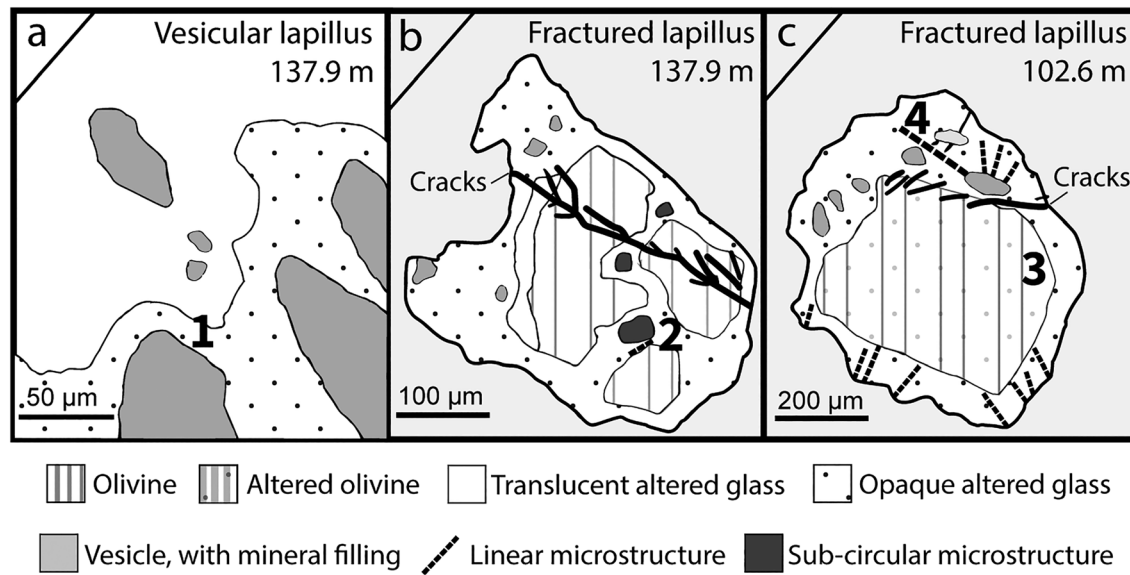 a
Vesicular lapillus
137.9 m
1
50 µm
b
Fractured lapillus
137.9 m
Cracks
2
100 µm
c
Fractured lapillus
102.6 m
4
Cracks
3
200 µm
Olivine
Altered olivine
Translucent altered glass
Opaque altered glass
Vesicle, with mineral filling
Linear microstructure
Sub-circular microstructure